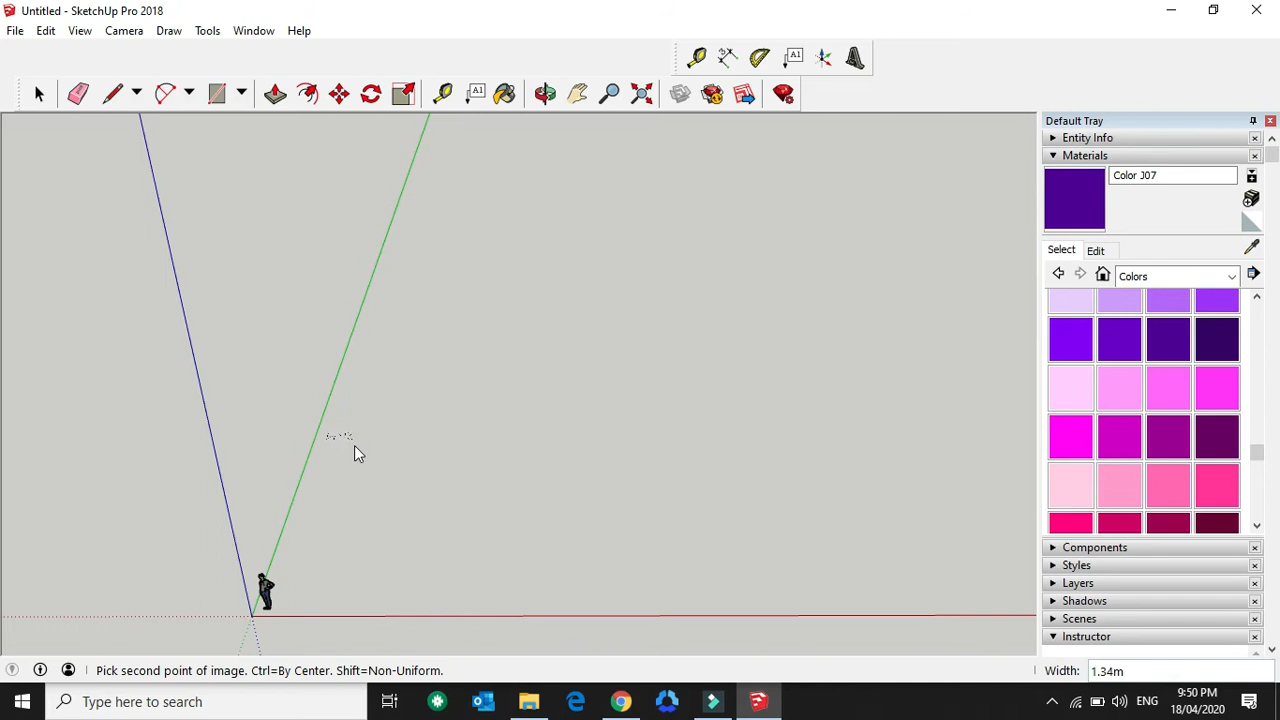 Untitled - SketchUp Pro 2018
File Edit View Camera Draw Tools Window Help
A1
A1
Default Tray
Entity Info
Materials
Color J07
Select Edit
Colors
Components
Styles
Layers
Shadows
Scenes
Instructor
Pick second point of image. Ctrl=By Center. Shift=Non-Uniform.
Width: 1.34m
Type here to search
ENG
9:50 PM
18/04/2020